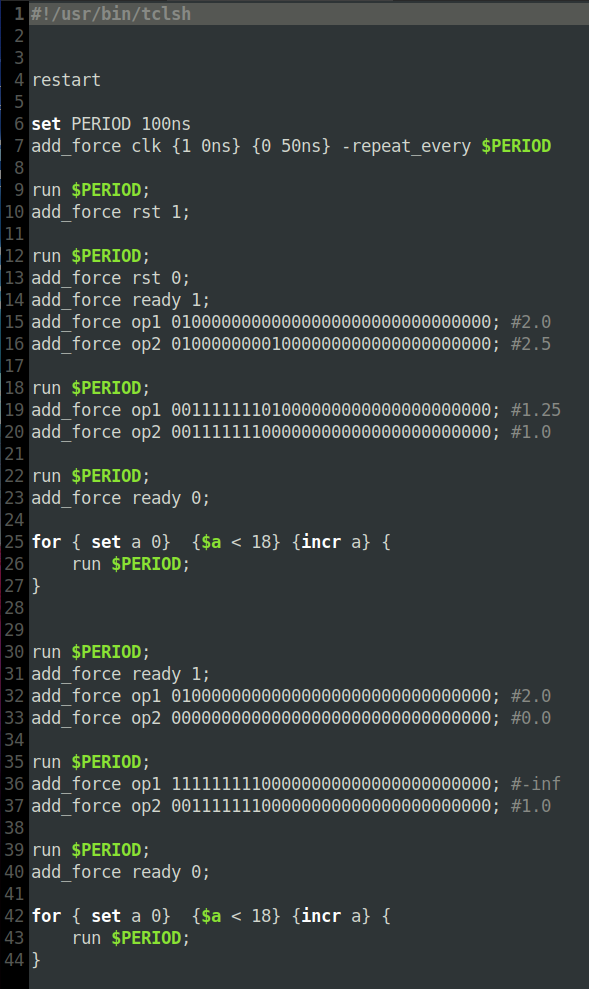 1 #!/usr/bin/tclsh
2
3
4 restart
5
6 set PERIOD 100ns
7 add_force clk {1 0ns} {0 50ns} -repeat_every $PERIOD
8
9 run $PERIOD;
10 add_force rst 1;
11
12 run $PERIOD;
13 add_force rst 0;
14 add_force ready 1;
15 add_force op1 01000000000000000000000000000000; #2.0
16 add_force op2 01000000001000000000000000000000; #2.5
17
18 run $PERIOD;
19 add_force op1 00111111101000000000000000000000; #1.25
20 add_force op2 00111111100000000000000000000000; #1.0
21
22 run $PERIOD;
23 add_force ready 0;
24
25 for { set a 0}  {$a < 18} {incr a} {
26     run $PERIOD;
27 }
28
29
30 run $PERIOD;
31 add_force ready 1;
32 add_force op1 01000000000000000000000000000000; #2.0
33 add_force op2 00000000000000000000000000000000; #0.0
34
35 run $PERIOD;
36 add_force op1 11111111100000000000000000000000; #-inf
37 add_force op2 00111111100000000000000000000000; #1.0
38
39 run $PERIOD;
40 add_force ready 0;
41
42 for { set a 0}  {$a < 18} {incr a} {
43     run $PERIOD;
44 }